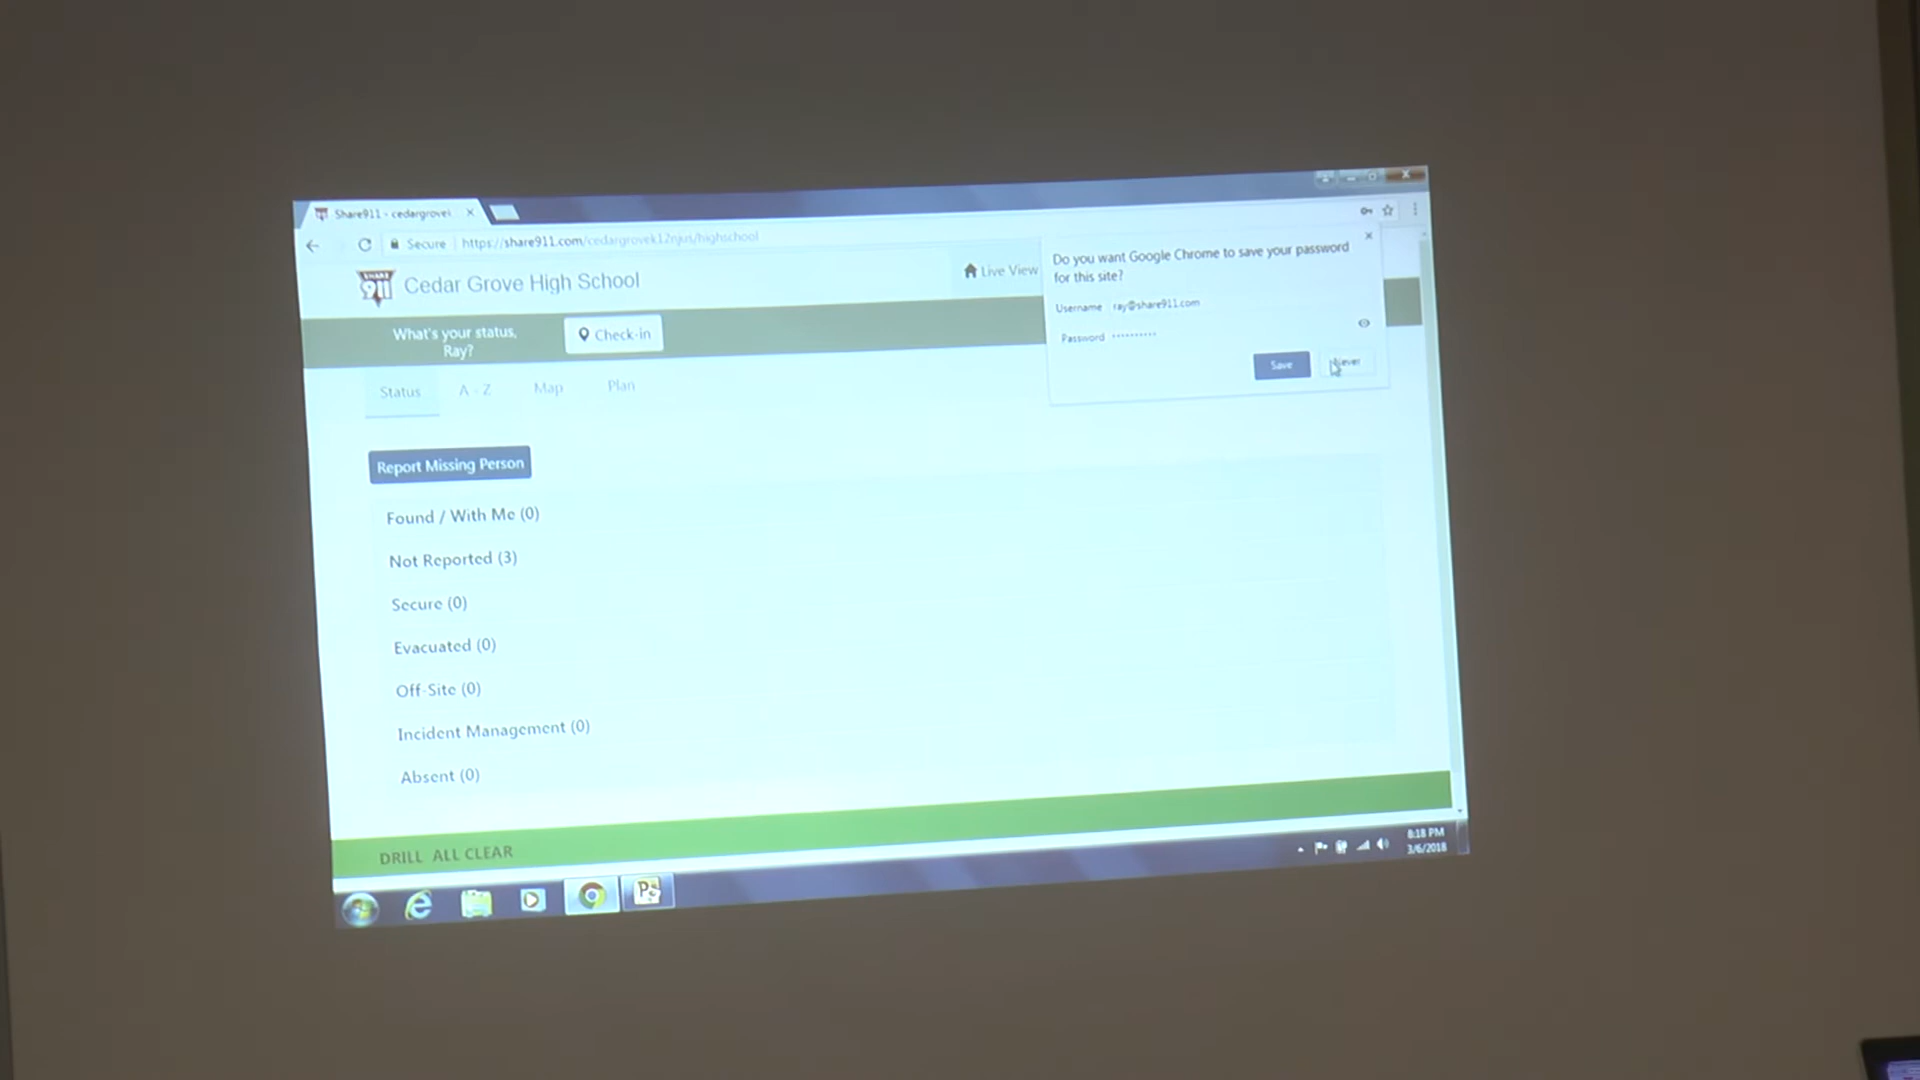 Share911 - cedargrovei
Secure https://share911.com/cedargrovek12njus/highschool
SHARE
911
Cedar Grove High School
Live View
Do you want Google Chrome to save your password
for this site?
Username ray@share911.com
Password ··········
Save
Never
What's your status,
Ray?
Check-in
Status
A - Z
Map
Plan
Report Missing Person
Found / With Me (0)
Not Reported (3)
Secure (0)
Evacuated (0)
Off-Site (0)
Incident Management (0)
Absent (0)
DRILL ALL CLEAR
8:18 PM
3/6/2018